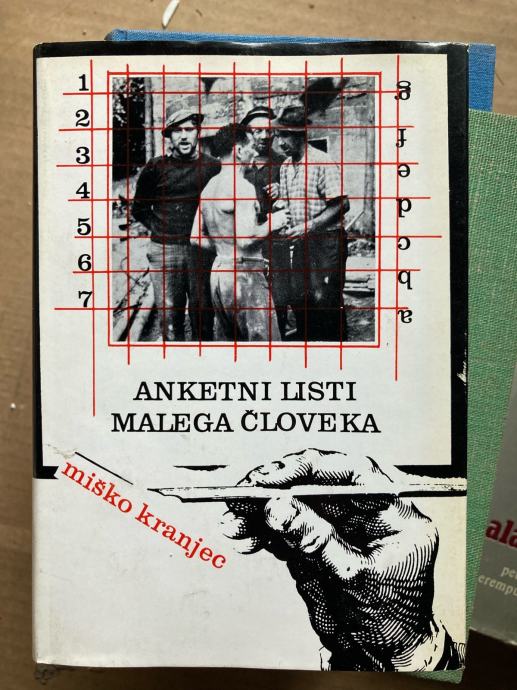 1
2
3
4
5
6
7
g
f
e
d
c
b
a
ANKETNI LISTI
MALEGA ČLOVEKA
miško kranjec